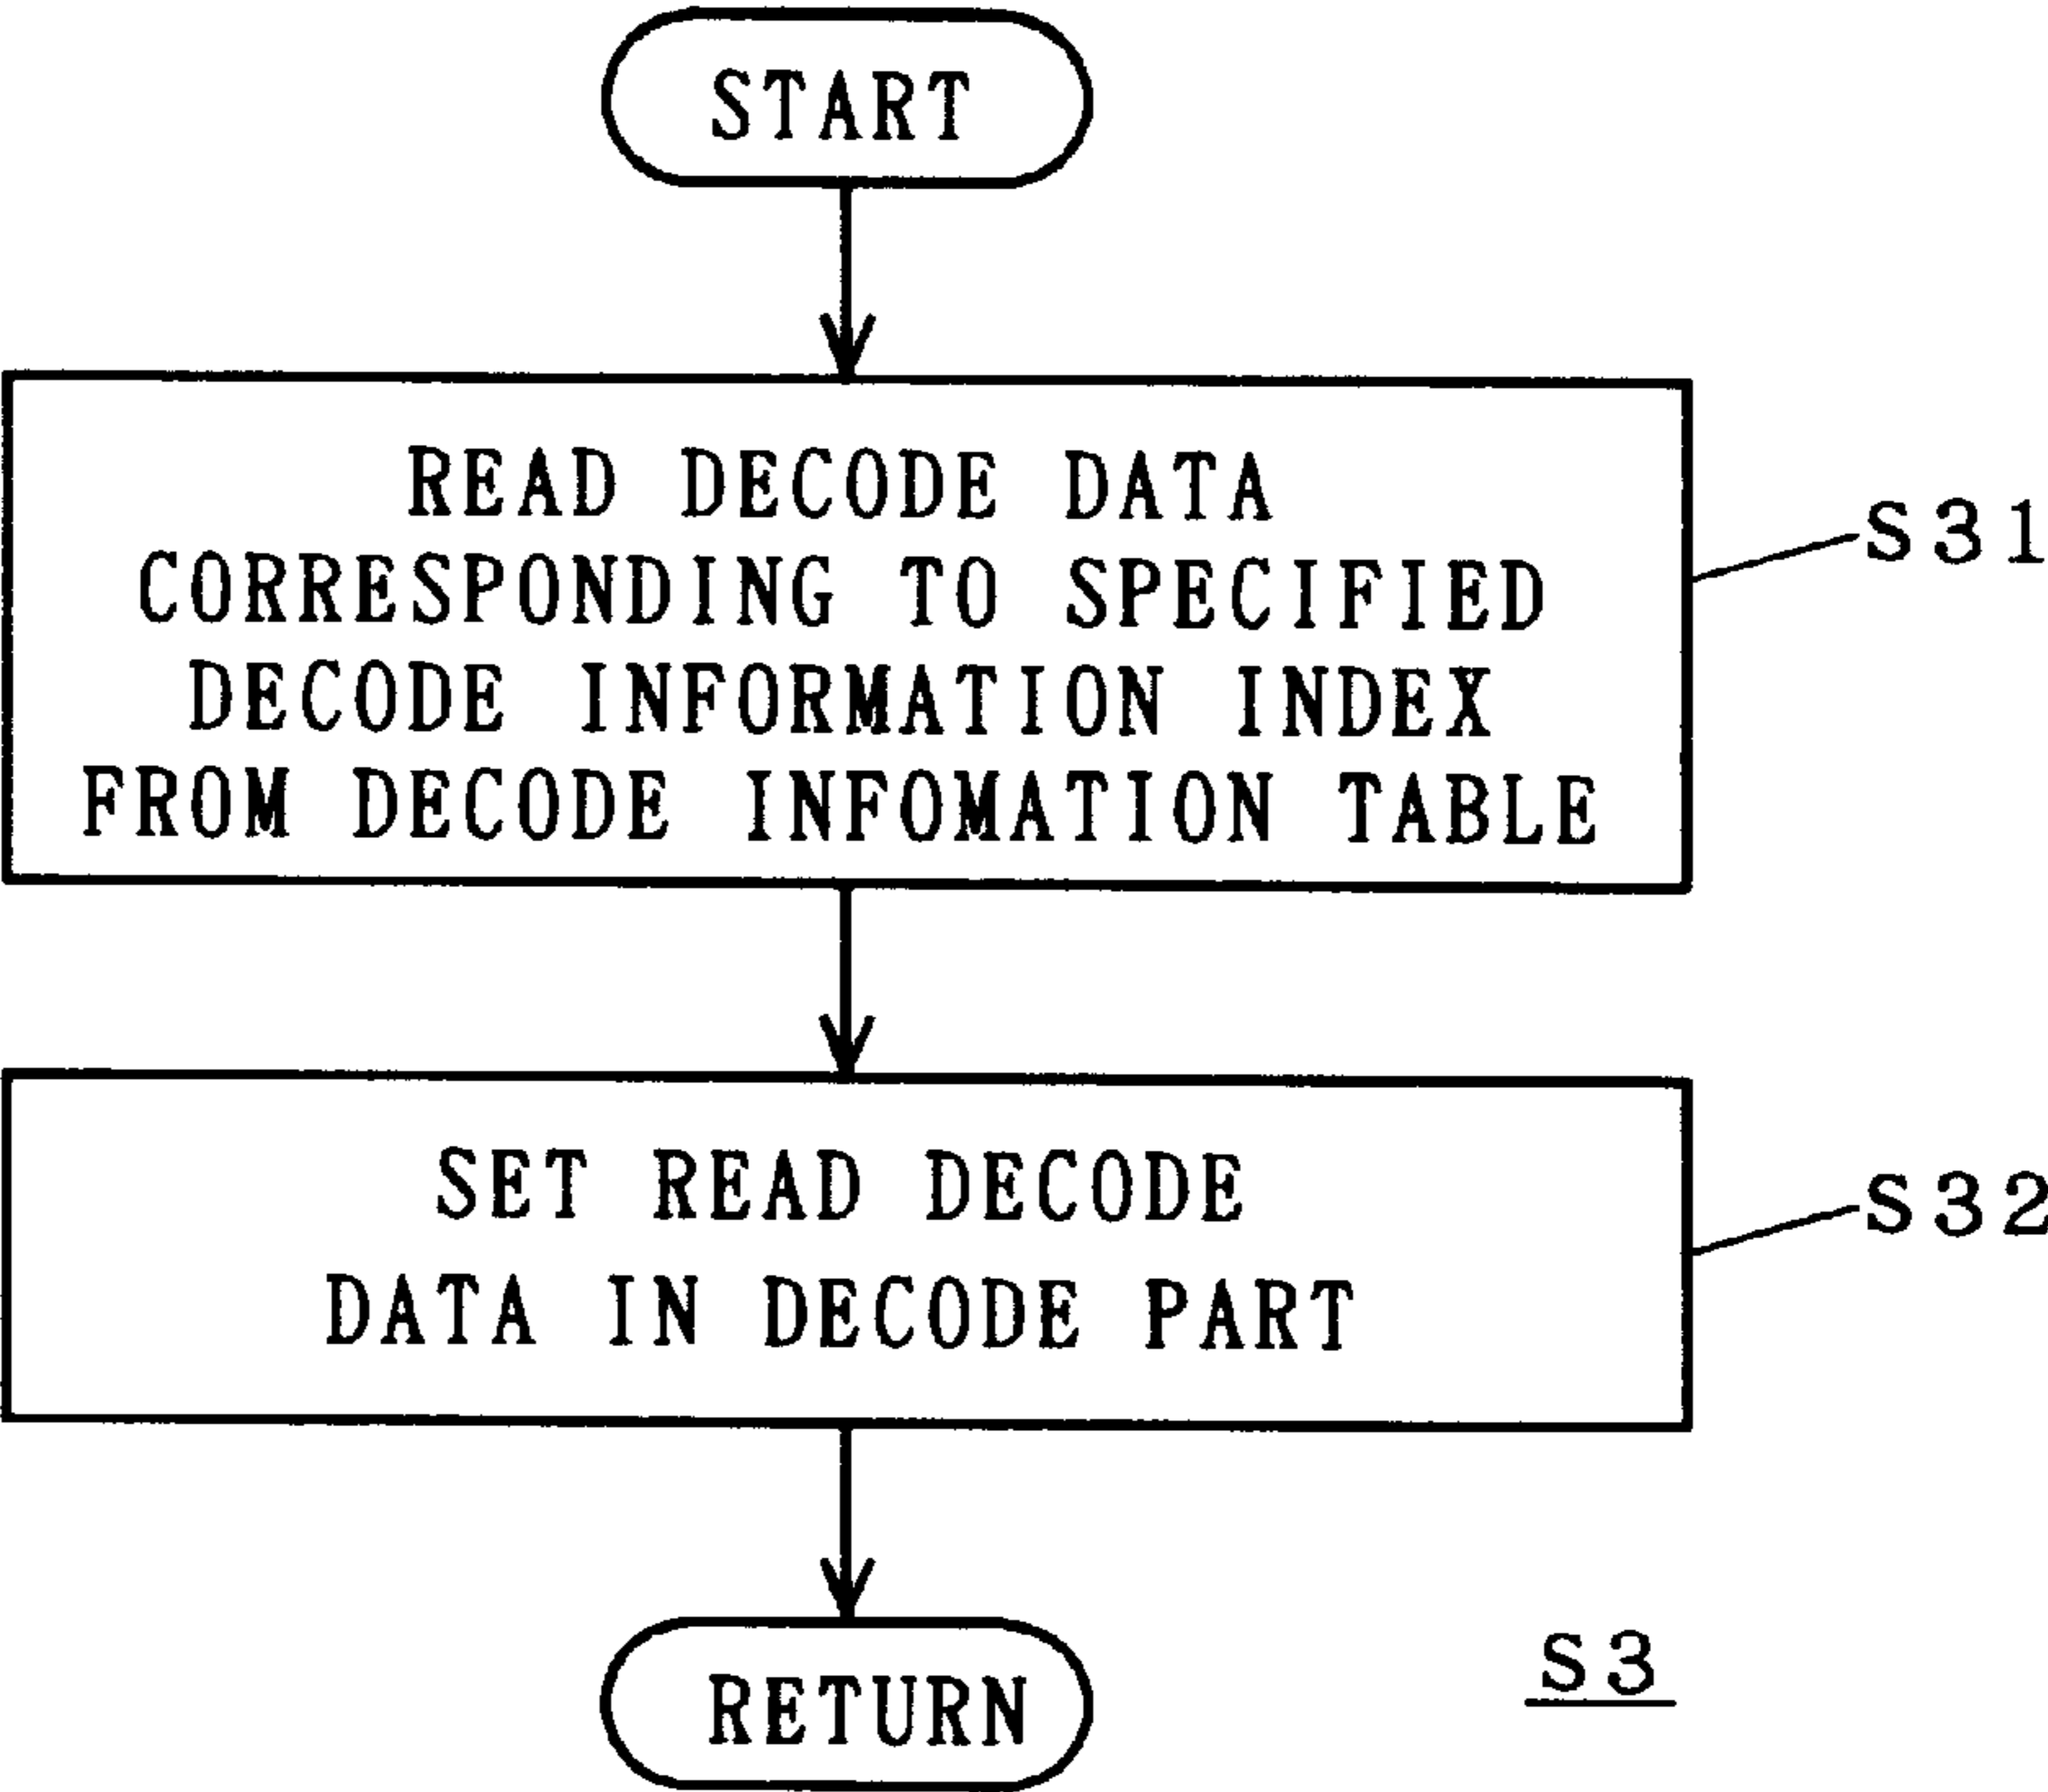 START
READ DECODE DATA
CORRESPONDING TO SPECIFIED
DECODE INFORMATION INDEX
FROM DECODE INFOMATION TABLE
S31
SET READ DECODE
DATA IN DECODE PART
S32
RETURN
S3